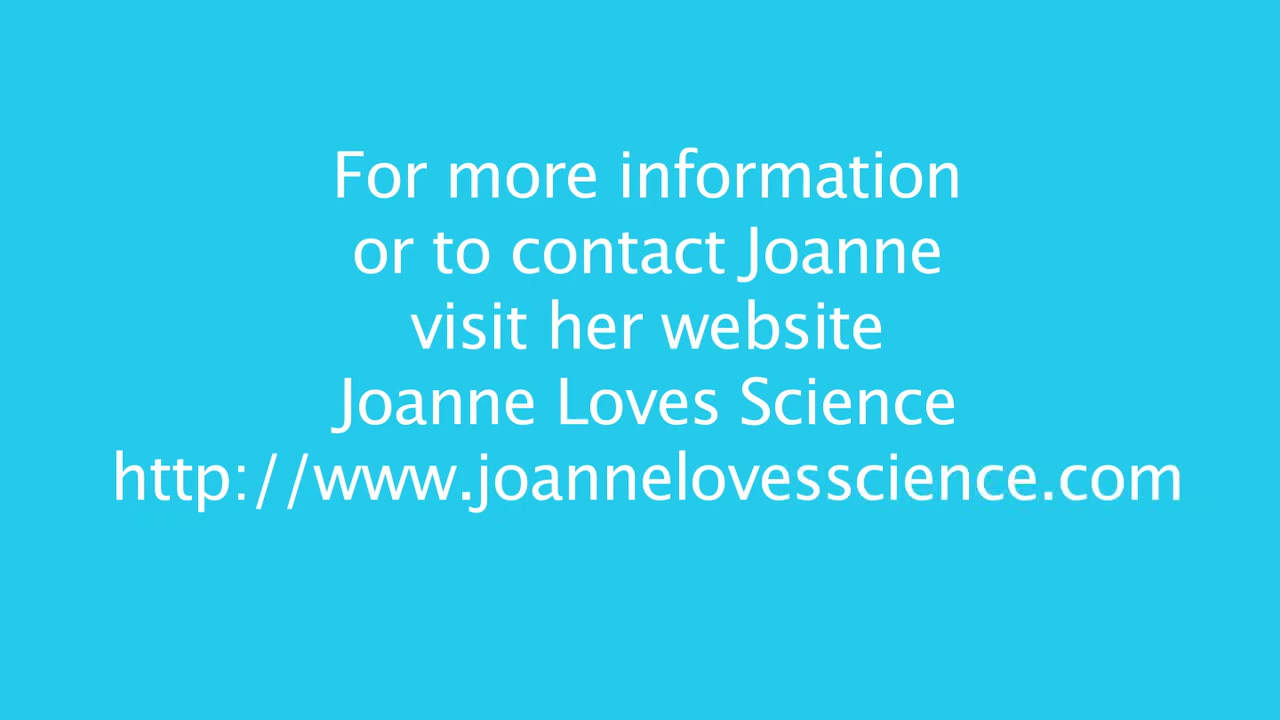 For more information
or to contact Joanne
visit her website
Joanne Loves Science
http://www.joannelovesscience.com